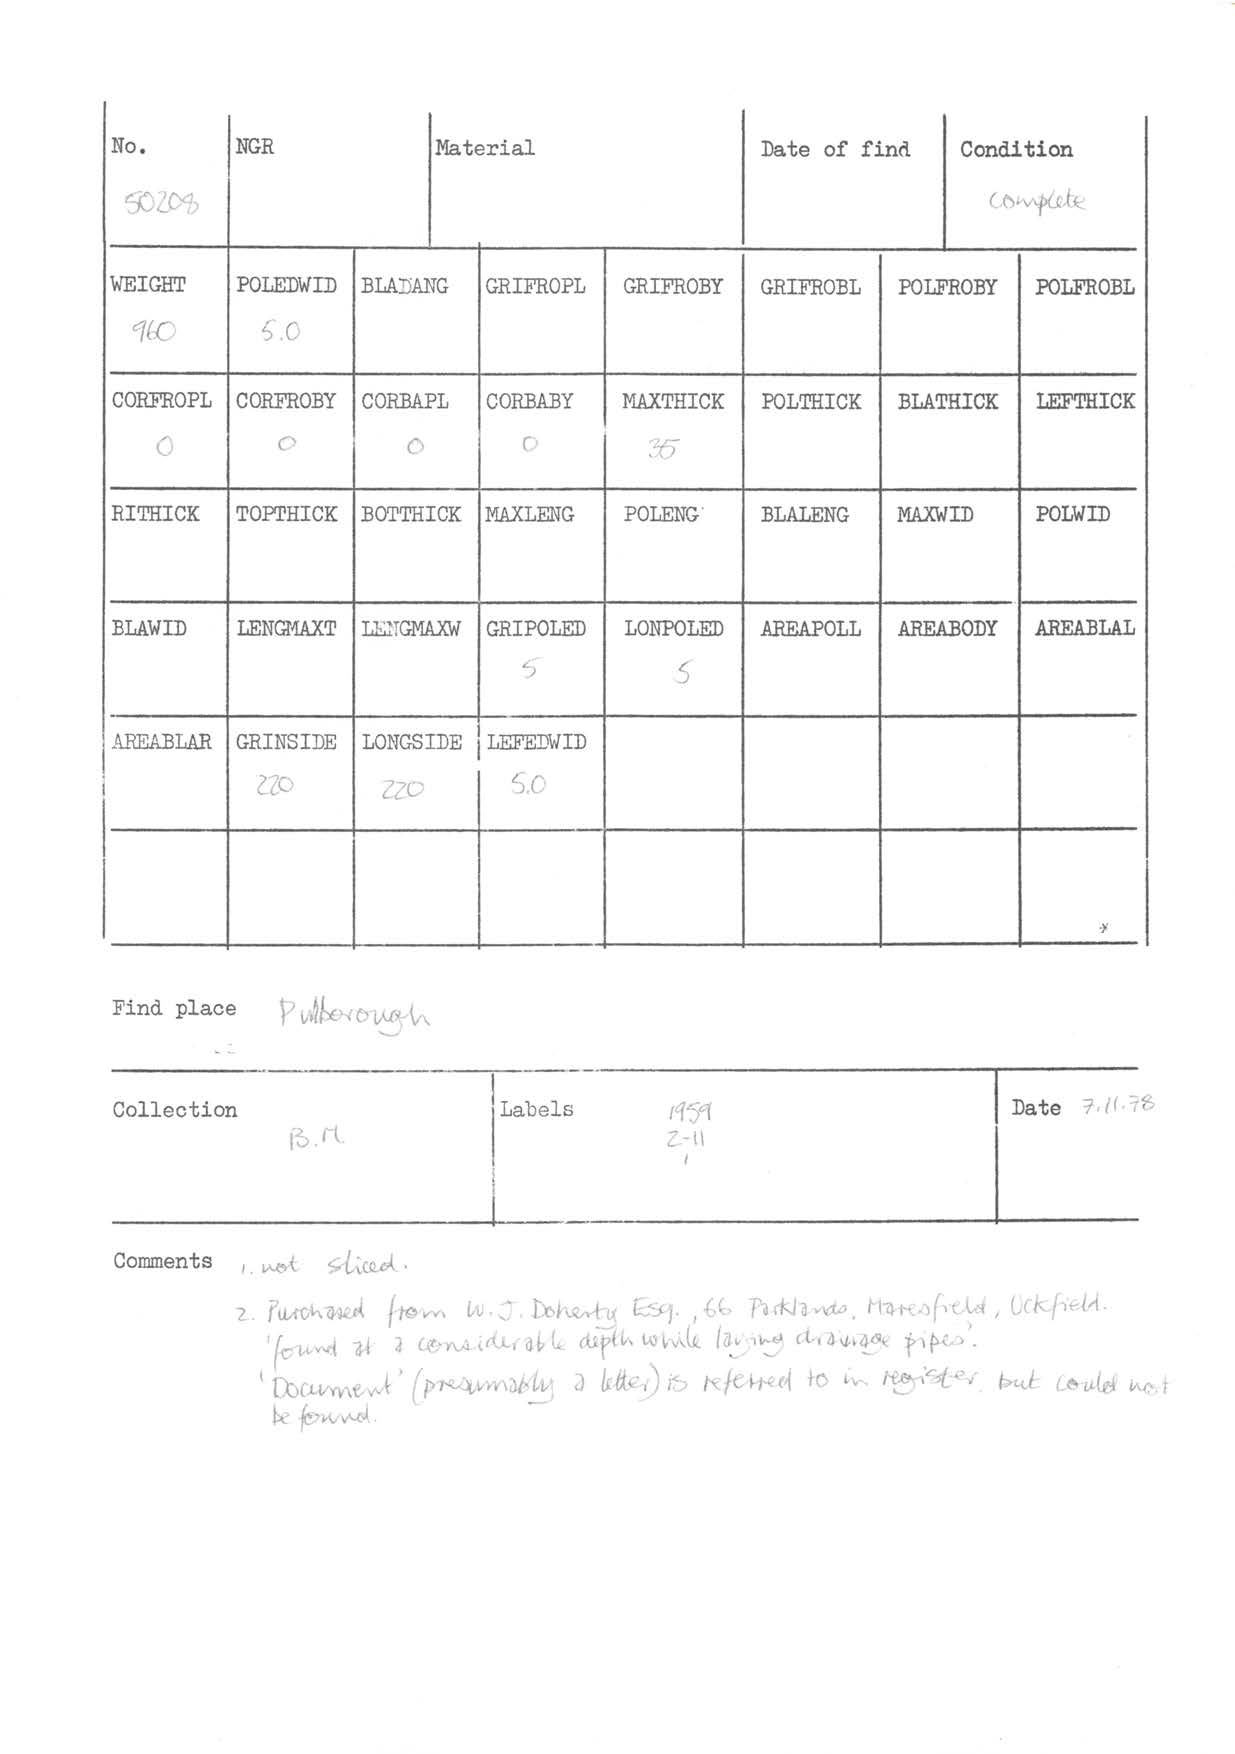 No. NGR Material Date of find Condition
50208 complete
WEIGHT POLEDWID BLADANG GRIFROPL GRIFROBY GRIFROBL POLFROBY POLFROBL
960 5.0
CORFROPL CORFROBY CORBAPL CORBABY MAXTHICK POLTHICK BLATHICK LEFTHICK
0 0 0 0 35
RITHICK TOPTHICK BOTTHICK MAXLENG POLENG BLALENG MAXWID POLWID
BLAWID LENGMAXT LENGMAXW GRIPOLED LONPOLED AREAPOLL AREABODY AREABLAL
5 5
AREABLAR GRINSIDE LONGSIDE LEFEDWID
220 220 5.0
Find place Pulborough
Collection Labels 1959 Date 7.11.78
B.M. 2-11
1
Comments 1. not sliced.
2. Purchased from W.J. Doherty Esq., 66 Parklands, Maresfield, Uckfield.
'found at a considerable depth while laying drainage pipes'.
'Document' (presumably a letter) is referred to in register, but could not
be found.